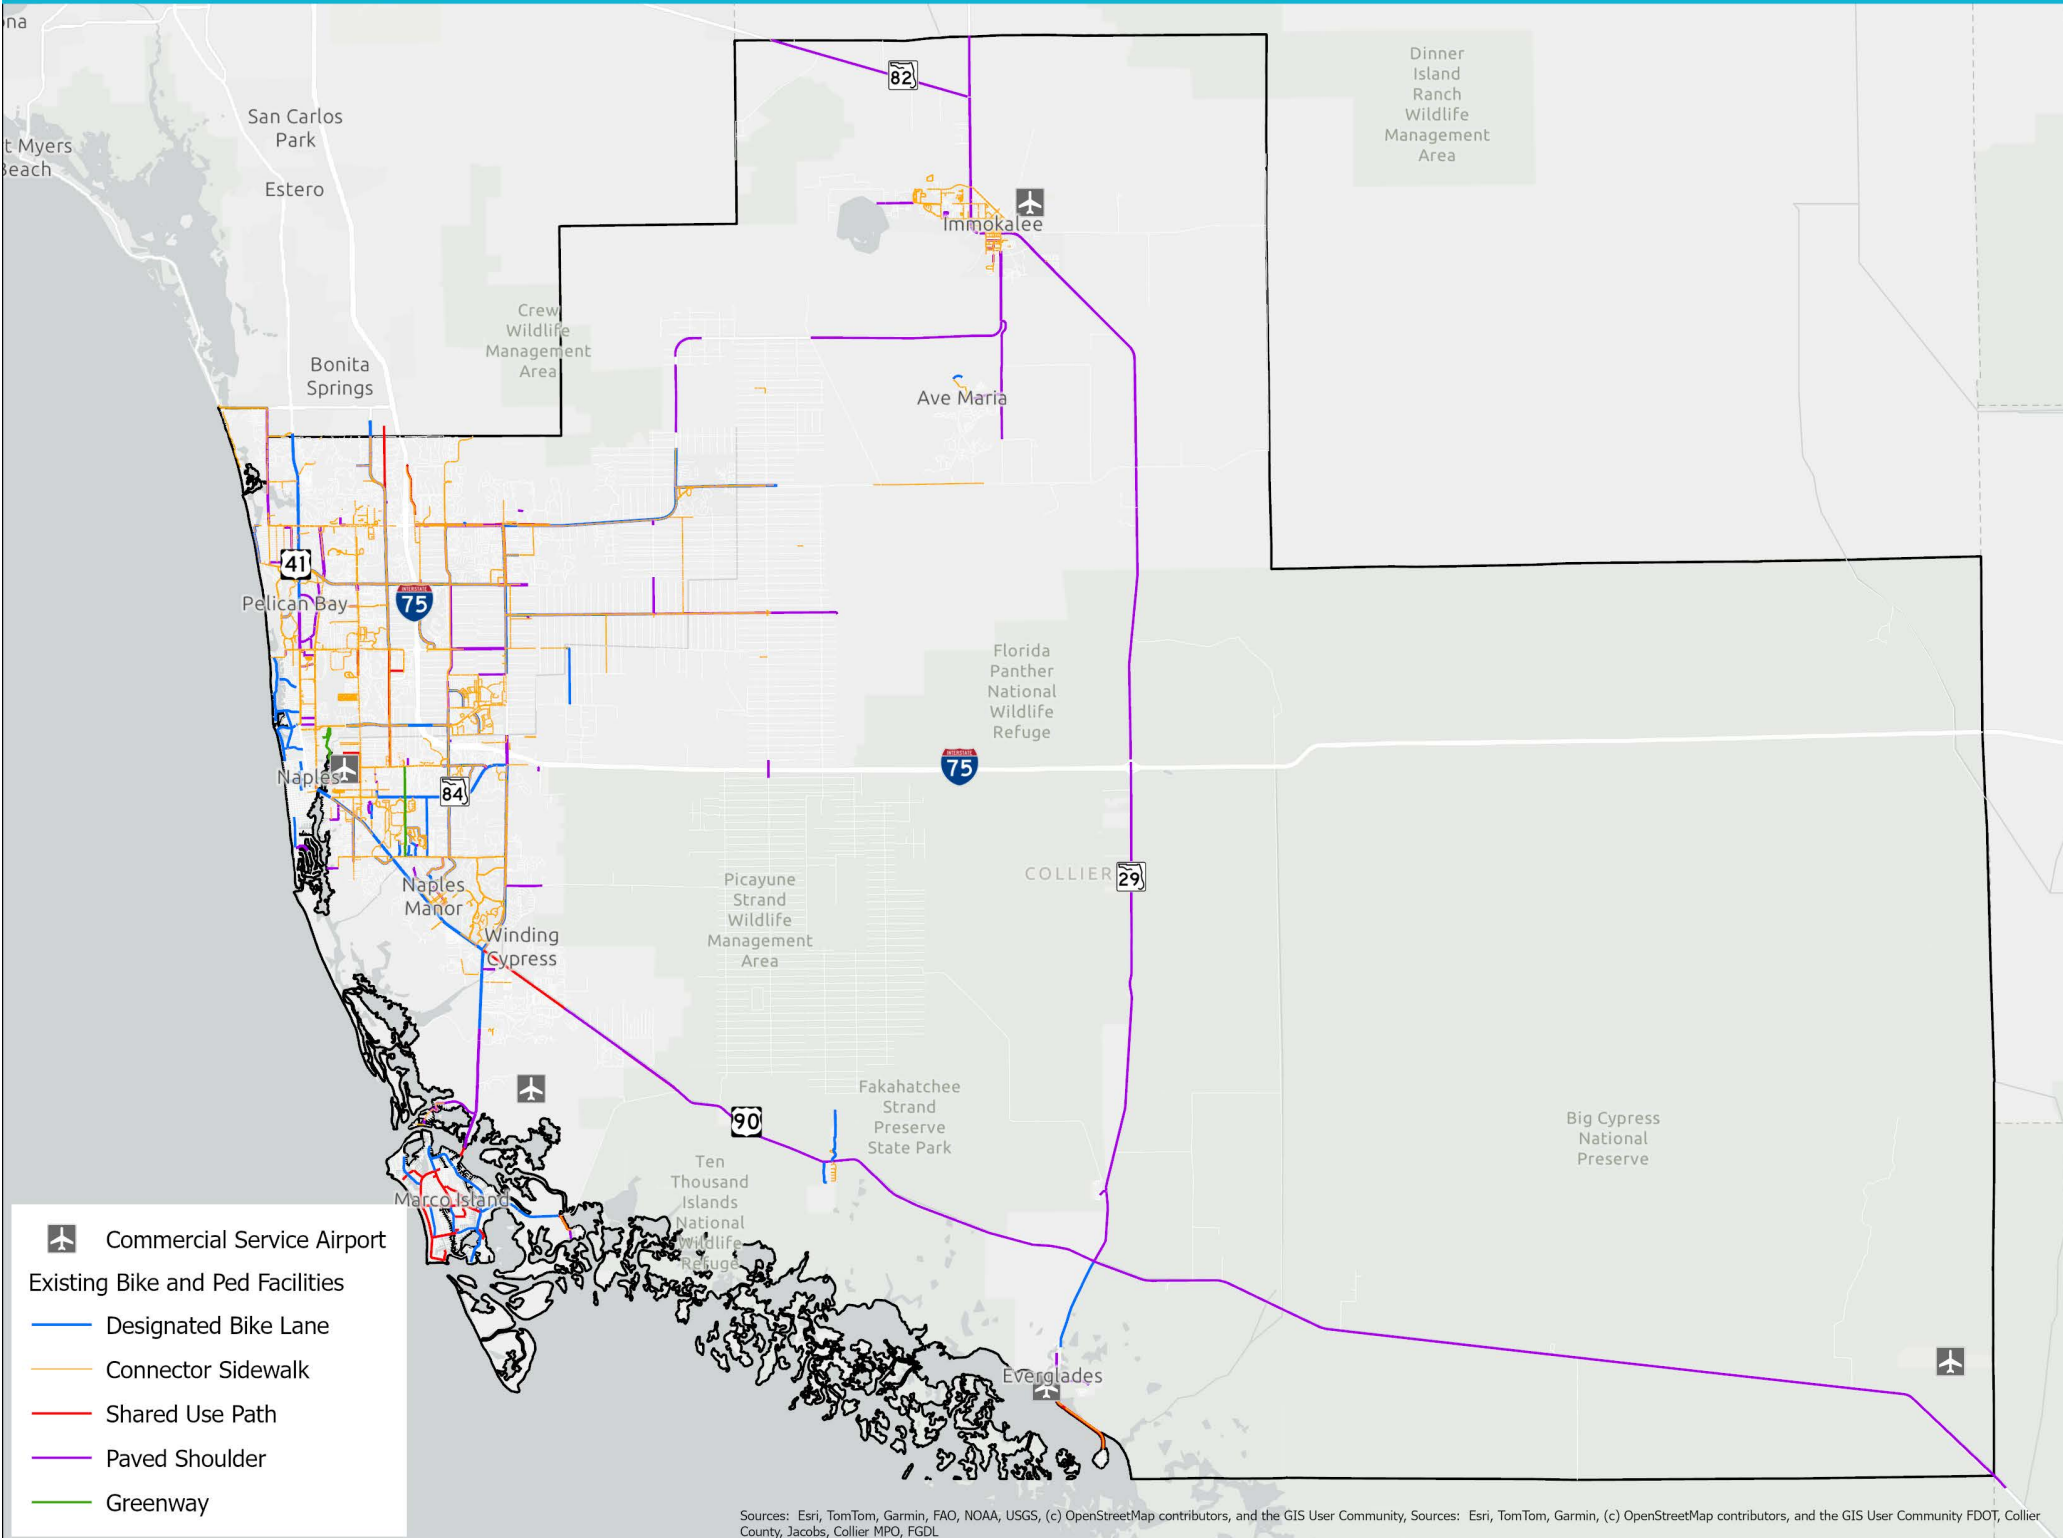 na
82
Dinner
Island
Ranch
Wildlife
Management
Area
San Carlos
Park
t Myers
Beach
Estero
Immokalee
Crew
Wildlife
Management
Area
Bonita
Springs
Ave Maria
41
INTERSTATE
75
Pelican Bay
Florida
Panther
National
Wildlife
Refuge
INTERSTATE
75
Naples
84
COLLIER
29
Picayune
Strand
Wildlife
Management
Area
Naples
Manor
Winding
Cypress
90
Fakahatchee
Strand
Preserve
State Park
Big Cypress
National
Preserve
Ten
Thousand
Islands
National
Wildlife
Refuge
Marco Island
Everglades
Commercial Service Airport
Existing Bike and Ped Facilities
Designated Bike Lane
Connector Sidewalk
Shared Use Path
Paved Shoulder
Greenway
Sources: Esri, TomTom, Garmin, FAO, NOAA, USGS, (c) OpenStreetMap contributors, and the GIS User Community, Sources: Esri, TomTom, Garmin, (c) OpenStreetMap contributors, and the GIS User Community FDOT, Collier
County, Jacobs, Collier MPO, FGDL